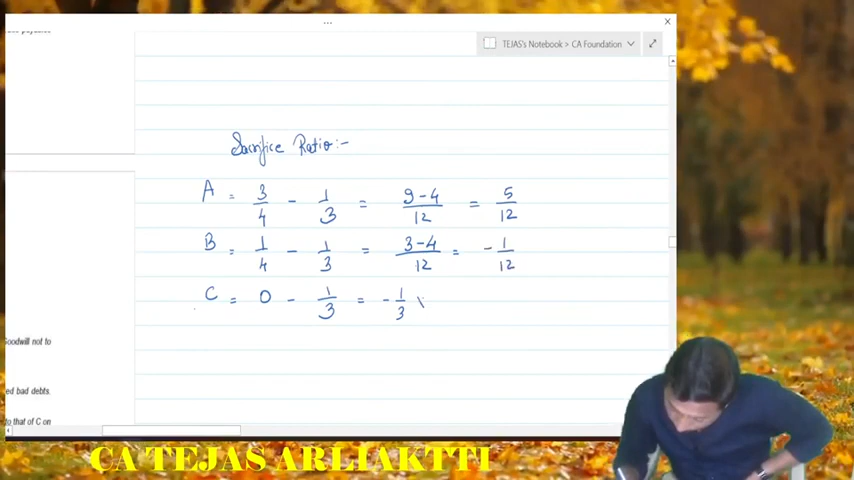 TEJAS's Notebook > CA Foundation
Sacrifice Ratio:-
A = 3/4 - 1/3 = 9-4/12 = 5/12
B = 1/4 - 1/3 = 3-4/12 = -1/12
C = 0 - 1/3 = -1/3
Goodwill not to
ed bad debts.
to that of C on
CA TEJAS ARLIAKTTI